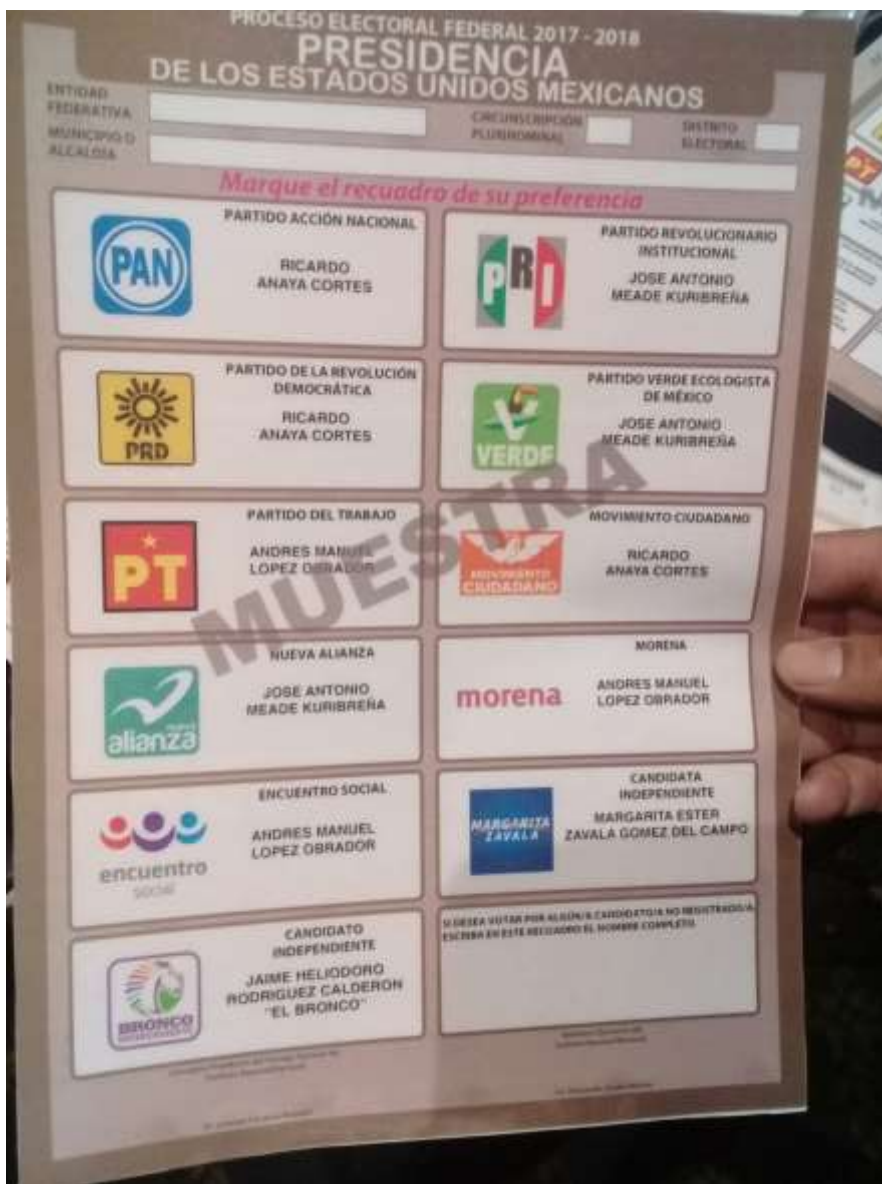 PROCESO ELECTORAL FEDERAL 2017 - 2018
PRESIDENCIA
DE LOS ESTADOS UNIDOS MEXICANOS
ENTIDAD
FEDERATIVA
CIRCUNSCRIPCIÓN
PLURINOMINAL
DISTRITO
ELECTORAL
MUNICIPIO O
ALCALDÍA
Marque el recuadro de su preferencia
PAN
PARTIDO ACCIÓN NACIONAL
RICARDO
ANAYA CORTES
PRI
PARTIDO REVOLUCIONARIO
INSTITUCIONAL
JOSE ANTONIO
MEADE KURIBREÑA
PRD
PARTIDO DE LA REVOLUCIÓN
DEMOCRÁTICA
RICARDO
ANAYA CORTES
VERDE
PARTIDO VERDE ECOLOGISTA
DE MÉXICO
JOSE ANTONIO
MEADE KURIBREÑA
PT
PARTIDO DEL TRABAJO
ANDRES MANUEL
LOPEZ OBRADOR
MOVIMIENTO
CIUDADANO
MOVIMIENTO CIUDADANO
RICARDO
ANAYA CORTES
MUESTRA
nueva
alianza
NUEVA ALIANZA
JOSE ANTONIO
MEADE KURIBREÑA
morena
MORENA
ANDRES MANUEL
LOPEZ OBRADOR
encuentro
social
ENCUENTRO SOCIAL
ANDRES MANUEL
LOPEZ OBRADOR
MARGARITA
ZAVALA
CANDIDATA
INDEPENDIENTE
MARGARITA ESTER
ZAVALA GOMEZ DEL CAMPO
BRONCO
CANDIDATO
INDEPENDIENTE
JAIME HELIODORO
RODRIGUEZ CALDERON
"EL BRONCO"
SI DESEA VOTAR POR ALGÚN/A CANDIDATO/A NO REGISTRADO/A,
ESCRIBA EN ESTE RECUADRO EL NOMBRE COMPLETO
PT